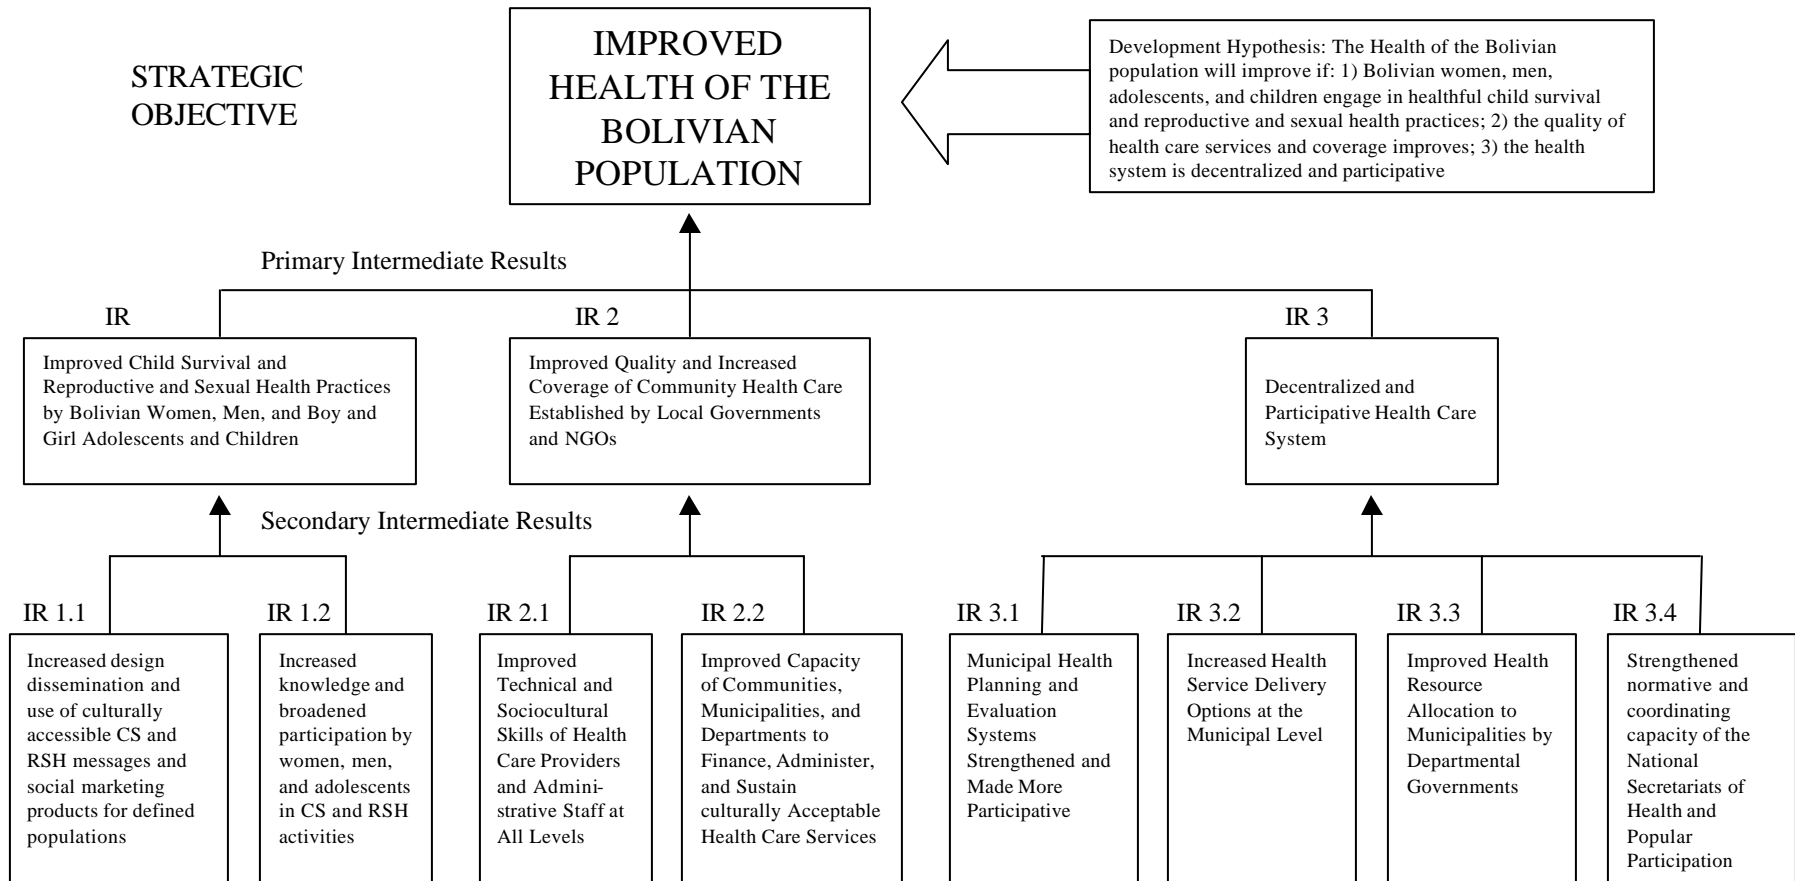 STRATEGIC
OBJECTIVE
IMPROVED
HEALTH OF THE
BOLIVIAN
POPULATION
Development Hypothesis: The Health of the Bolivian
population will improve if: 1) Bolivian women, men,
adolescents, and children engage in healthful child survival
and reproductive and sexual health practices; 2) the quality of
health care services and coverage improves; 3) the health
system is decentralized and participative
Primary Intermediate Results
IR
Improved Child Survival and
Reproductive and Sexual Health Practices
by Bolivian Women, Men, and Boy and
Girl Adolescents and Children
IR 2
Improved Quality and Increased
Coverage of Community Health Care
Established by Local Governments
and NGOs
IR 3
Decentralized and
Participative Health Care
System
Secondary Intermediate Results
IR 1.1
Increased design
dissemination and
use of culturally
accessible CS and
RSH messages and
social marketing
products for defined
populations
IR 1.2
Increased
knowledge and
broadened
participation by
women, men,
and adolescents
in CS and RSH
activities
IR 2.1
Improved
Technical and
Sociocultural
Skills of Health
Care Providers
and Admini-
strative Staff at
All Levels
IR 2.2
Improved Capacity
of Communities,
Municipalities, and
Departments to
Finance, Administer,
and Sustain
culturally Acceptable
Health Care Services
IR 3.1
Municipal Health
Planning and
Evaluation
Systems
Strengthened and
Made More
Participative
IR 3.2
Increased Health
Service Delivery
Options at the
Municipal Level
IR 3.3
Improved Health
Resource
Allocation to
Municipalities by
Departmental
Governments
IR 3.4
Strengthened
normative and
coordinating
capacity of the
National
Secretariats of
Health and
Popular
Participation